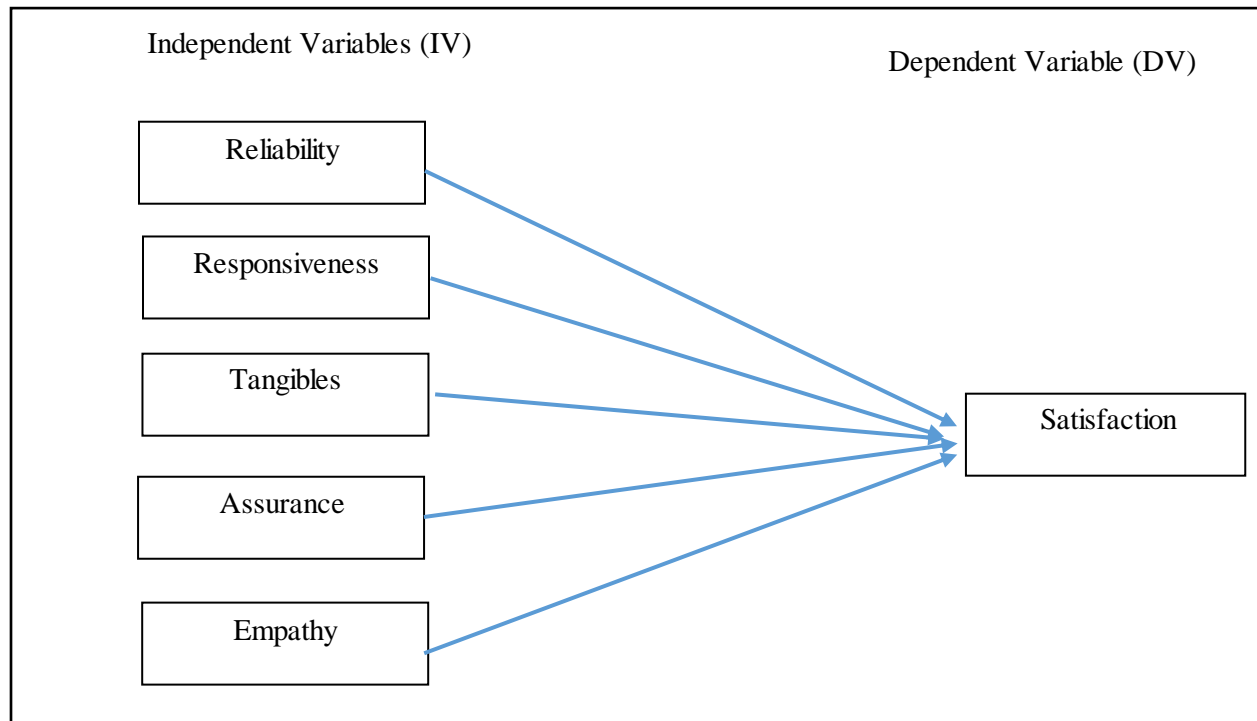 Independent Variables (IV)
Dependent Variable (DV)
Reliability
Responsiveness
Tangibles
Satisfaction
Assurance
Empathy